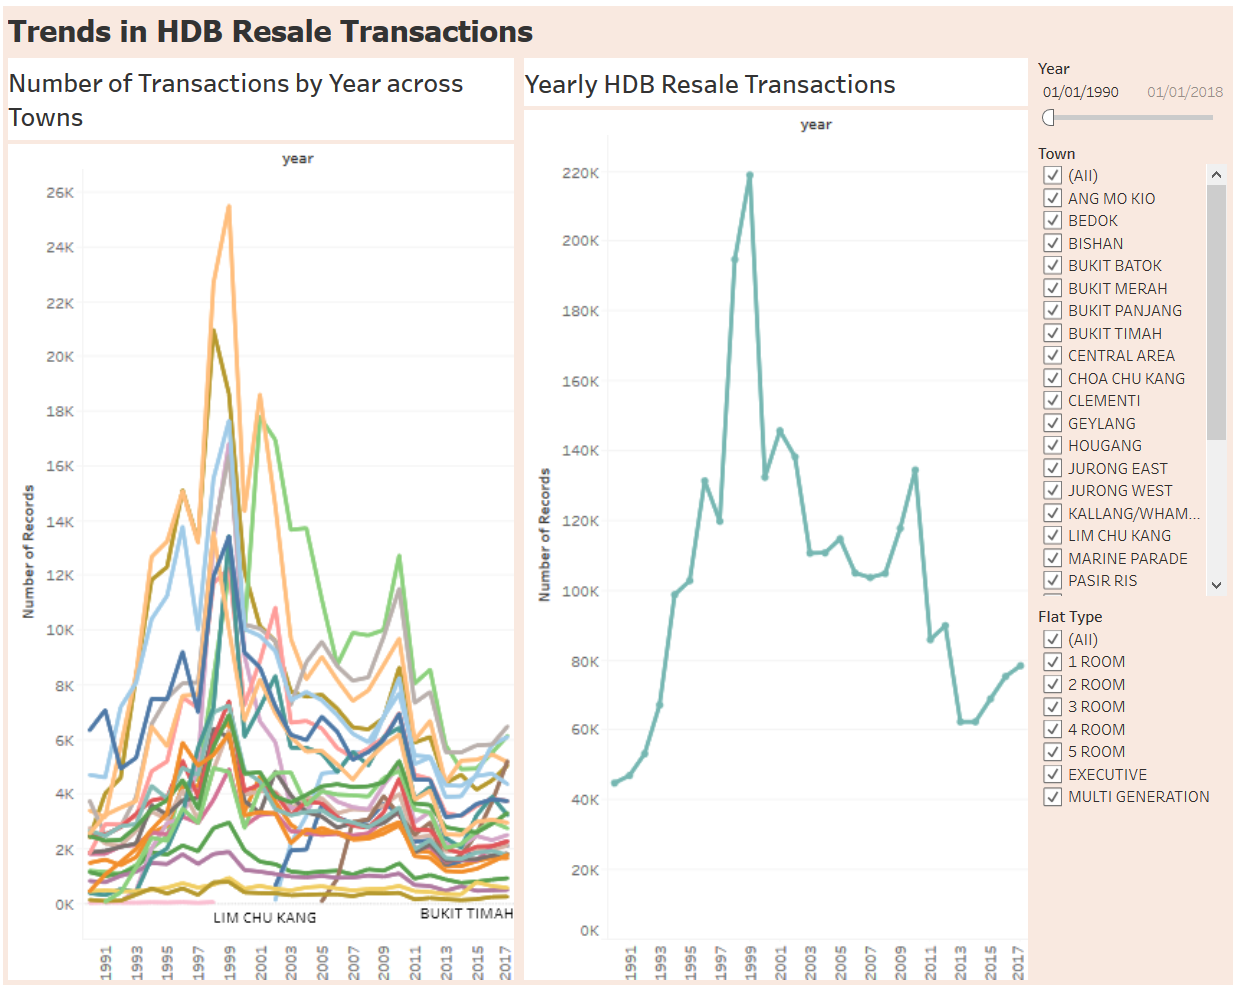 Trends in HDB Resale Transactions
Number of Transactions by Year across
Towns
year
26K
24K
22K
20K
18K
16K
14K
12K
10K
8K
6K
4K
2K
0K
Number of Records
LIM CHU KANG
BUKIT TIMAH
1991
1993
1995
1997
1999
2001
2003
2005
2007
2009
2011
2013
2015
2017
Yearly HDB Resale Transactions
year
220K
200K
180K
160K
140K
120K
100K
80K
60K
40K
20K
0K
Number of Records
1991
1993
1995
1997
1999
2001
2003
2005
2007
2009
2011
2013
2015
2017
Year
01/01/1990 01/01/2018
Town
(All)
ANG MO KIO
BEDOK
BISHAN
BUKIT BATOK
BUKIT MERAH
BUKIT PANJANG
BUKIT TIMAH
CENTRAL AREA
CHOA CHU KANG
CLEMENTI
GEYLANG
HOUGANG
JURONG EAST
JURONG WEST
KALLANG/WHAM...
LIM CHU KANG
MARINE PARADE
PASIR RIS
Flat Type
(All)
1 ROOM
2 ROOM
3 ROOM
4 ROOM
5 ROOM
EXECUTIVE
MULTI GENERATION